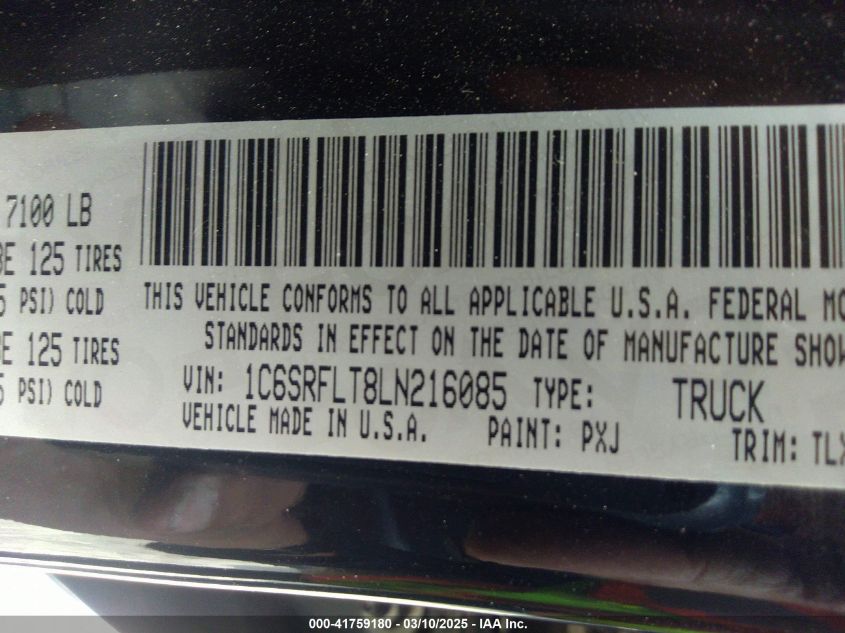 7100 LB
125 TIRES
PSI) COLD
125 TIRES
PSI) COLD
THIS VEHICLE CONFORMS TO ALL APPLICABLE U.S.A. FEDERAL
STANDARDS IN EFFECT ON THE DATE OF MANUFACTURE
VIN: 1C6SRFLT8LN216085 TYPE: TRUCK
VEHICLE MADE IN U.S.A. PAINT: PXJ TRIM: TLX
000-41759180 - 03/10/2025 - IAA Inc.